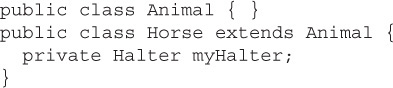 public class Animal { }
public class Horse extends Animal {
  private Halter myHalter;
}